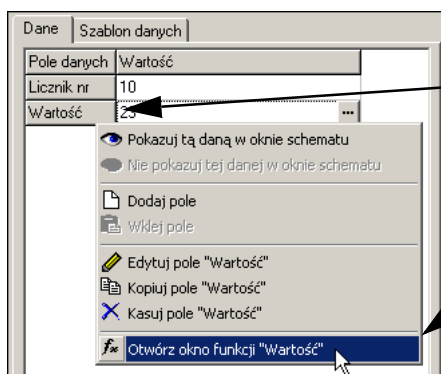 Dane Szablon danych
Pole danych Wartość
Licznik nr 10
Wartość 25 ...
Pokazuj tą daną w oknie schematu
Nie pokazuj tej danej w oknie schematu
Dodaj pole
Wklej pole
Edytuj pole "Wartość"
Kopiuj pole "Wartość"
Kasuj pole "Wartość"
fx Otwórz okno funkcji "Wartość"